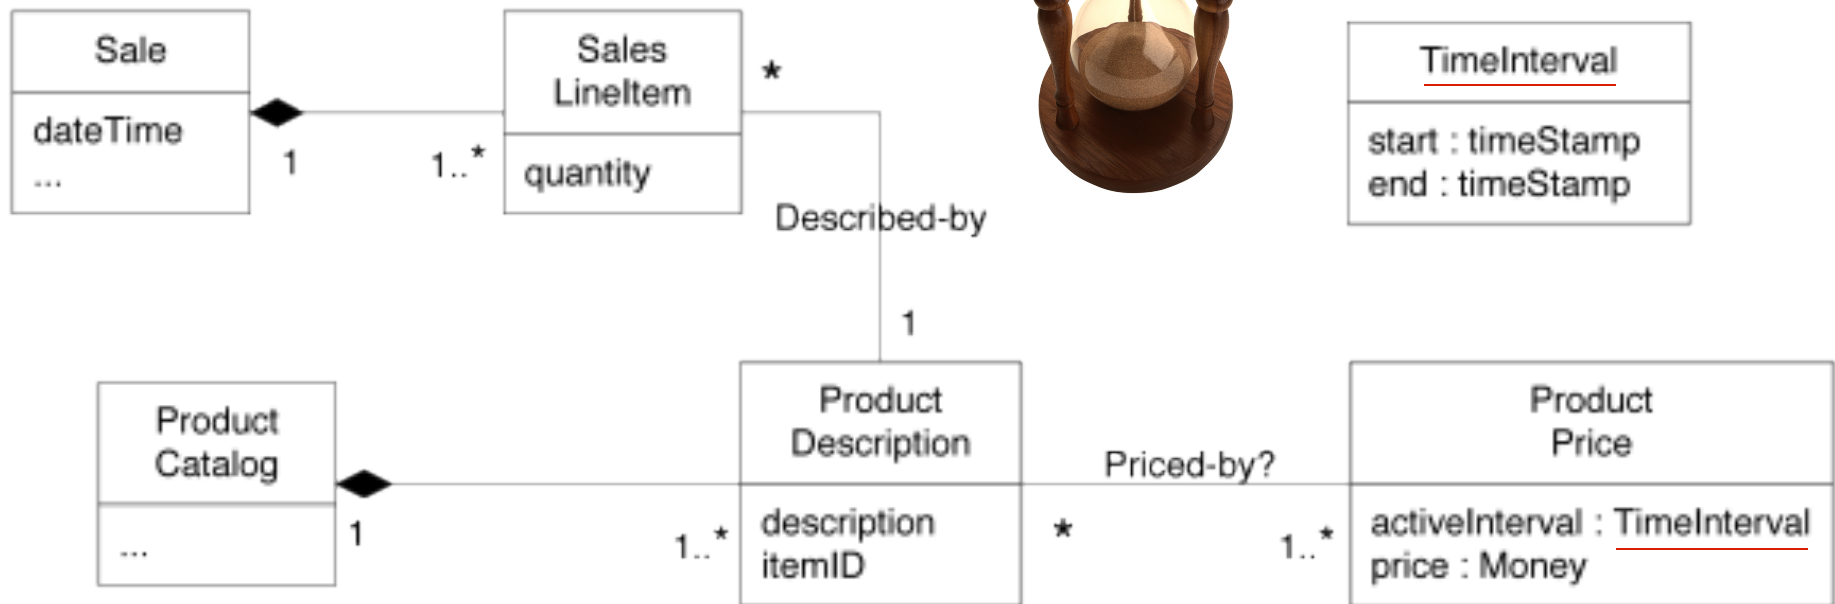 Sale
dateTime
...
1
1..*
Sales
LineItem
quantity
*
Described-by
1
TimeInterval
start : timeStamp
end : timeStamp
Product
Catalog
...
1
1..*
Product
Description
description
itemID
Priced-by?
*
1..*
Product
Price
activeInterval : TimeInterval
price : Money